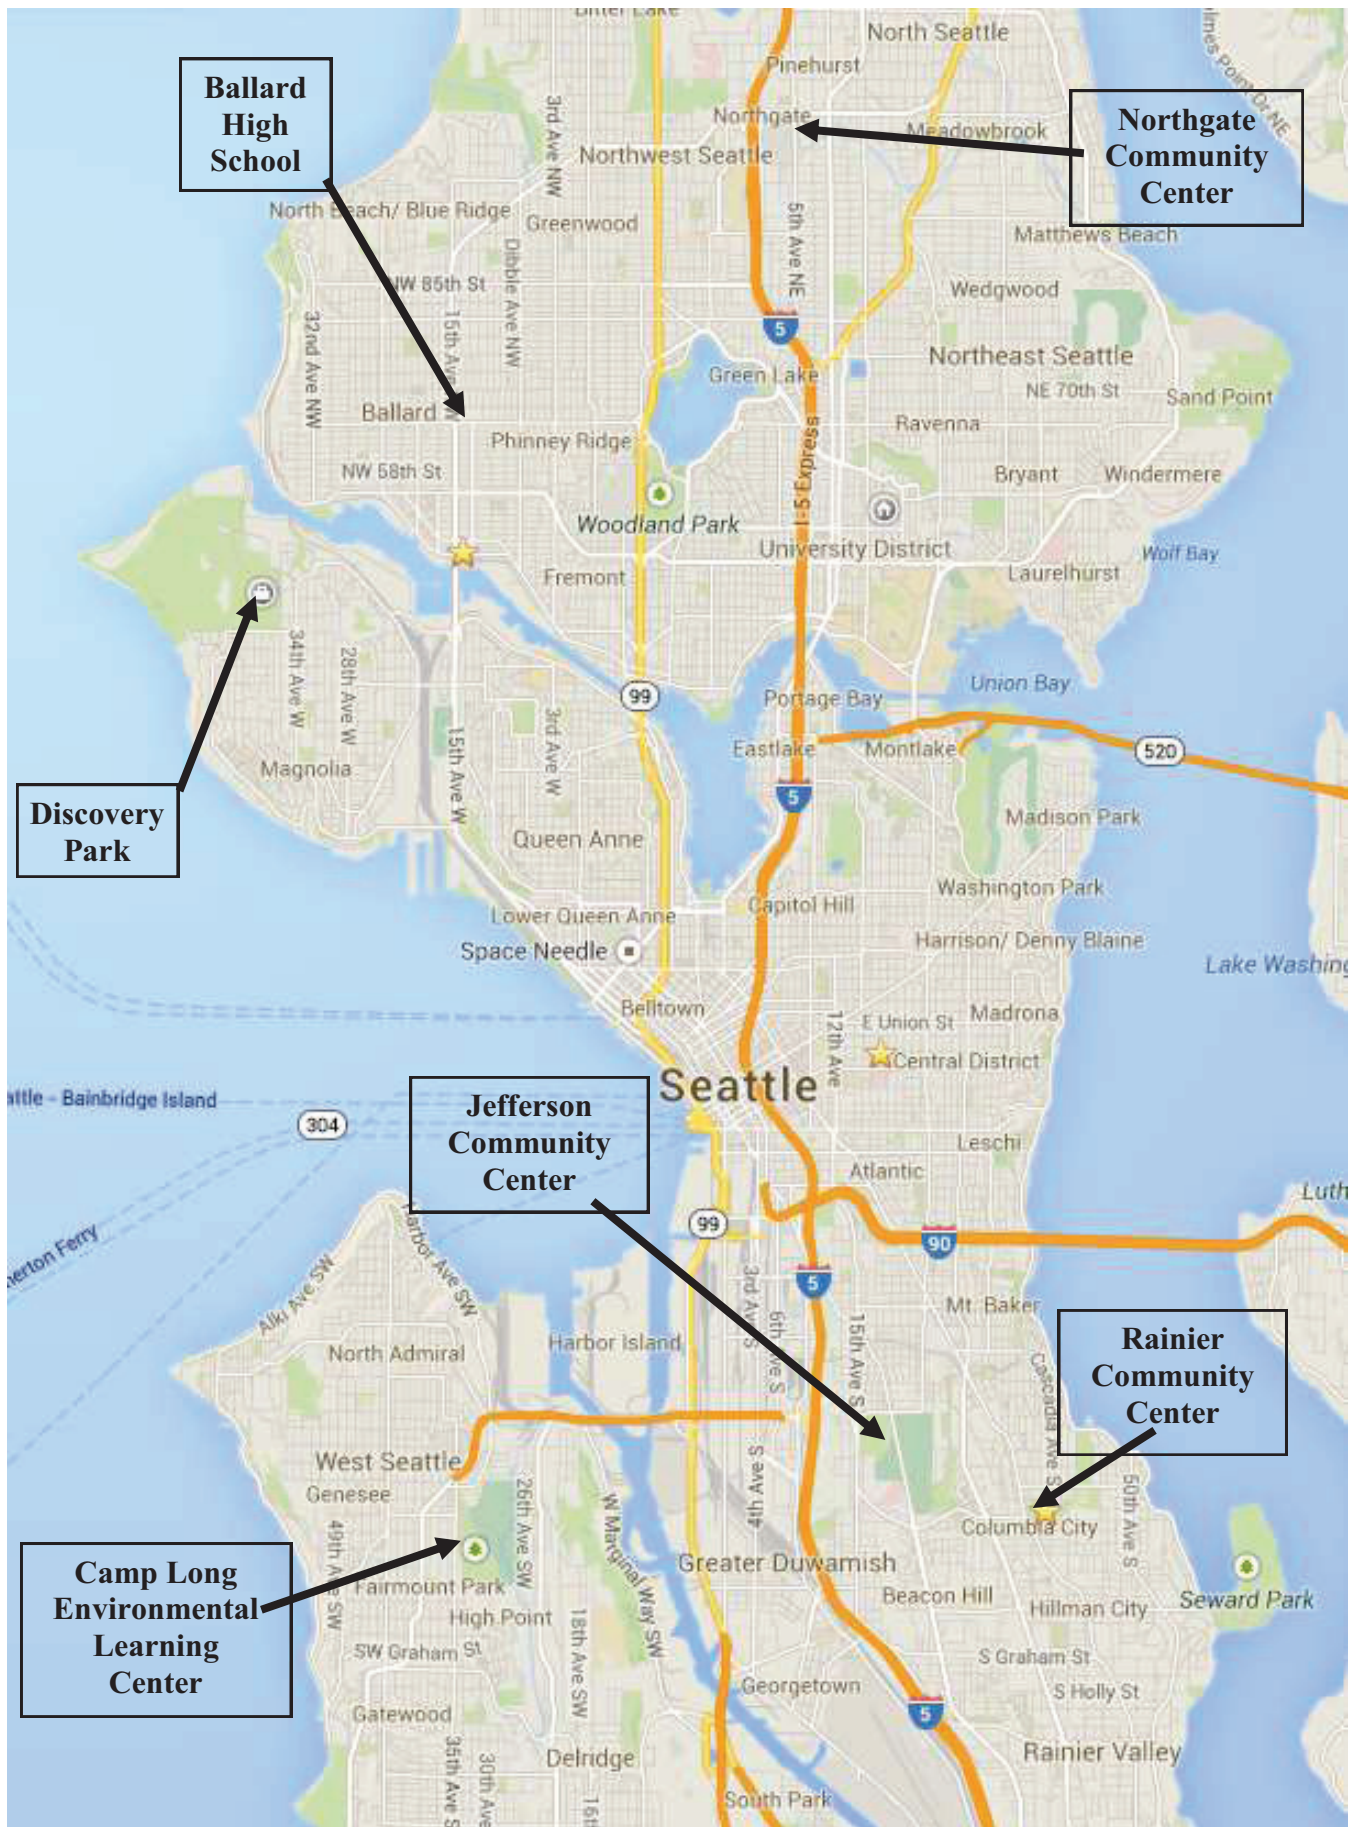 Bitter Lake
North Seattle
Pinehurst
Ballard
High
School
3rd Ave NW
Northgate
Meadowbrook
Northgate
Community
Center
Northwest Seattle
North Beach/ Blue Ridge
Greenwood
5th Ave NE
Matthews Beach
NW 85th St
Dibble Ave NW
Wedgwood
32nd Ave NW
15th Ave NW
5
Northeast Seattle
Green Lake
NE 70th St
Sand Point
Ballard
Phinney Ridge
Ravenna
I-5 Express
NW 58th St
Bryant
Windermere
Woodland Park
University District
Wolf Bay
Fremont
Laurelhurst
34th Ave W
28th Ave W
99
Portage Bay
Union Bay
15th Ave W
3rd Ave W
Eastlake
Montlake
520
Magnolia
5
Discovery
Park
Queen Anne
Madison Park
Washington Park
Lower Queen Anne
Capitol Hill
Space Needle
Harrison/ Denny Blaine
Lake Washing
Belltown
12th Ave
E Union St
Madrona
Central District
Seattle
attle - Bainbridge Island
304
Jefferson
Community
Center
Leschi
Atlantic
Luth
99
90
nerton Ferry
Alki Ave SW
Harbor Ave SW
3rd Ave S
5
6th Ave S
Mt. Baker
Harbor Island
15th Ave S
North Admiral
Cascadia Ave S
Rainier
Community
Center
West Seattle
Genesee
26th Ave SW
W Marginal Way SW
4th Ave S
50th Ave S
49th Ave SW
Columbia City
Greater Duwamish
Camp Long
Environmental
Learning
Center
Fairmount Park
High Point
Beacon Hill
Hillman City
Seward Park
18th Ave SW
SW Graham St
S Graham St
Georgetown
S Holly St
Gatewood
5
35th Ave S
30th Ave
Delridge
Rainier Valley
16t
South Park